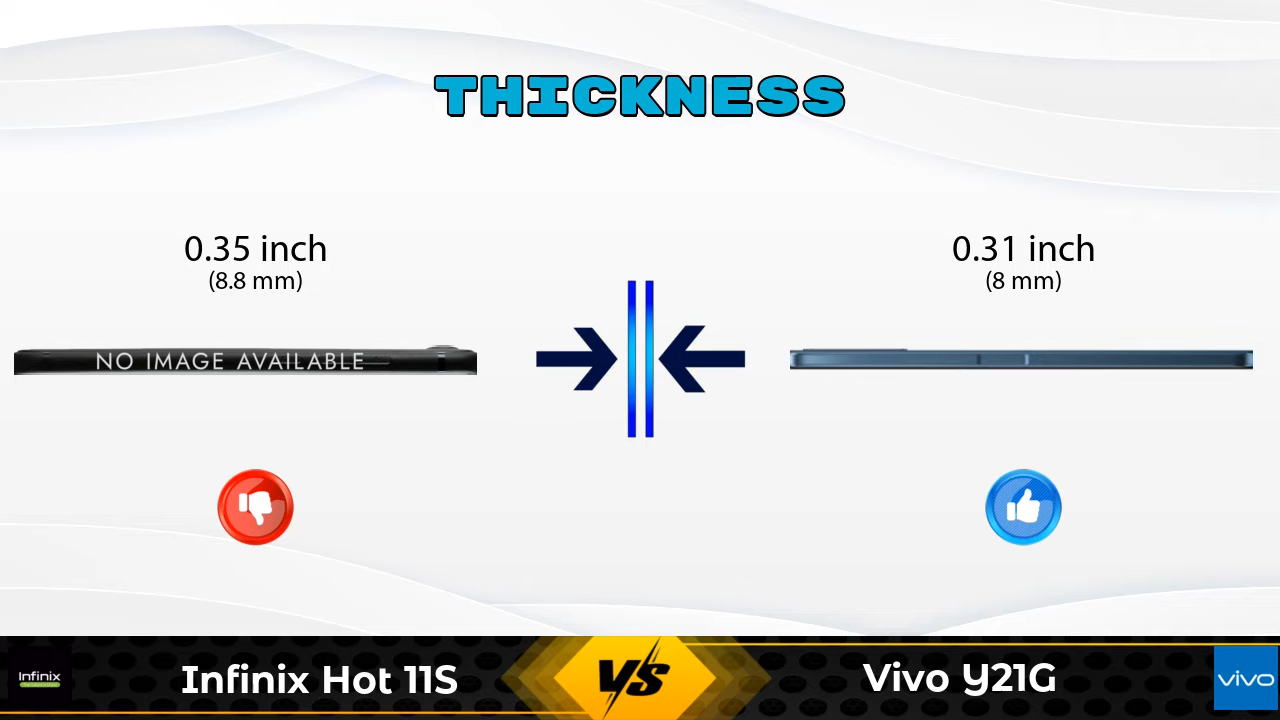 THICKNESS
0.35 inch
(8.8 mm)
0.31 inch
(8 mm)
NO IMAGE AVAILABLE
Infinix
Infinix Hot 11S
VS
Vivo Y21G
vivo